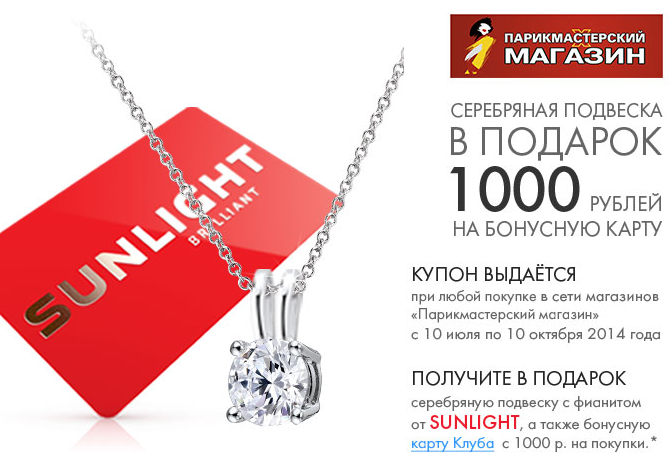 SUNLIGHT
BRILLIANT
ПАРИКМАСТЕРСКИЙ
МАГАЗИН
СЕРЕБРЯНАЯ ПОДВЕСКА
В ПОДАРОК
1000 РУБЛЕЙ
НА БОНУСНУЮ КАРТУ
КУПОН ВЫДАЁТСЯ
при любой покупке в сети магазинов
«Парикмастерский магазин»
с 10 июля по 10 октября 2014 года
ПОЛУЧИТЕ В ПОДАРОК
серебряную подвеску с фианитом
от SUNLIGHT, а также бонусную
карту Клуба с 1000 р. на покупки.*